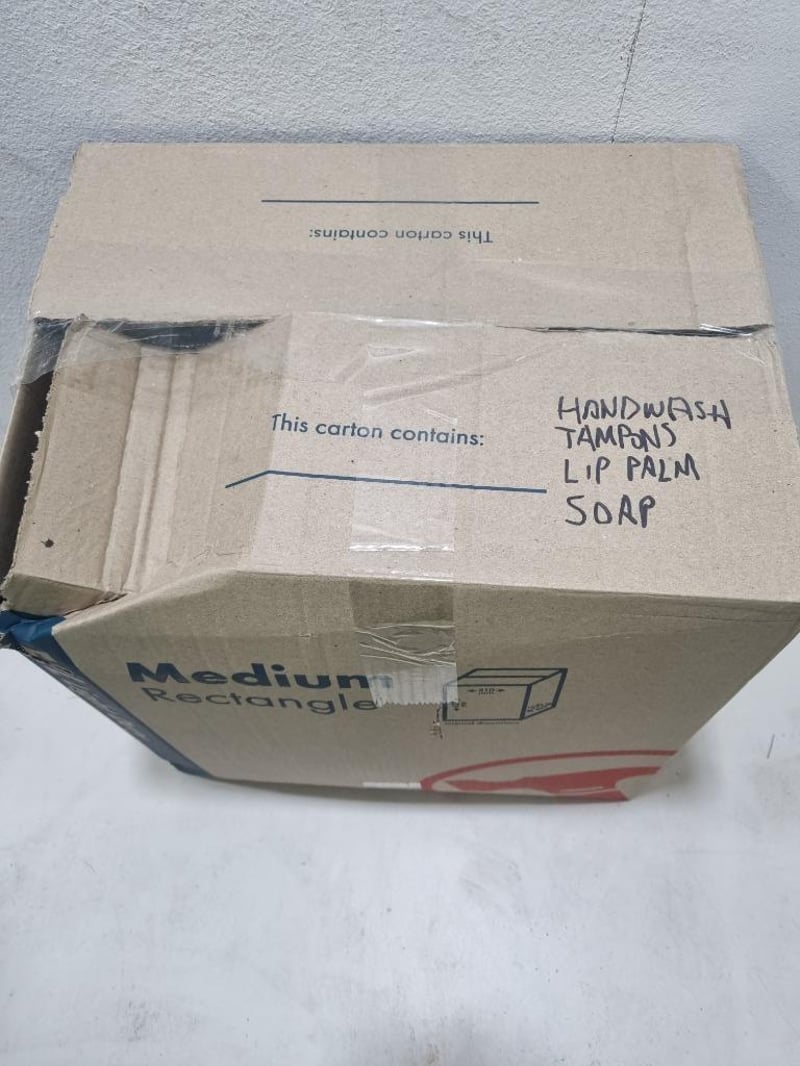 This carton contains:
This carton contains:
HANDWASH
TAMPONS
LIP PALM
SOAP
Medium
Rectangle